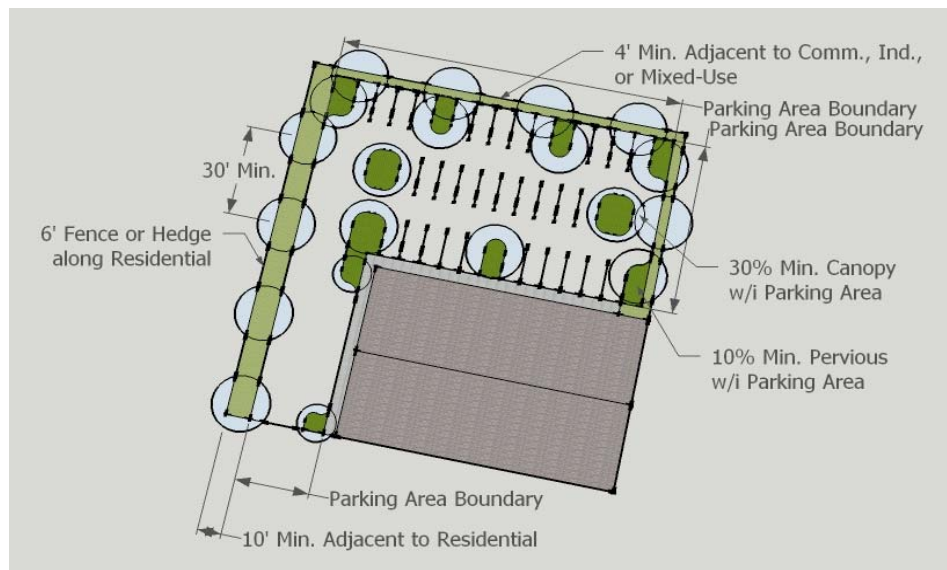 4' Min. Adjacent to Comm., Ind.,
or Mixed-Use
Parking Area Boundary
Parking Area Boundary
30' Min.
6' Fence or Hedge
along Residential
30% Min. Canopy
w/i Parking Area
10% Min. Pervious
w/i Parking Area
Parking Area Boundary
10' Min. Adjacent to Residential